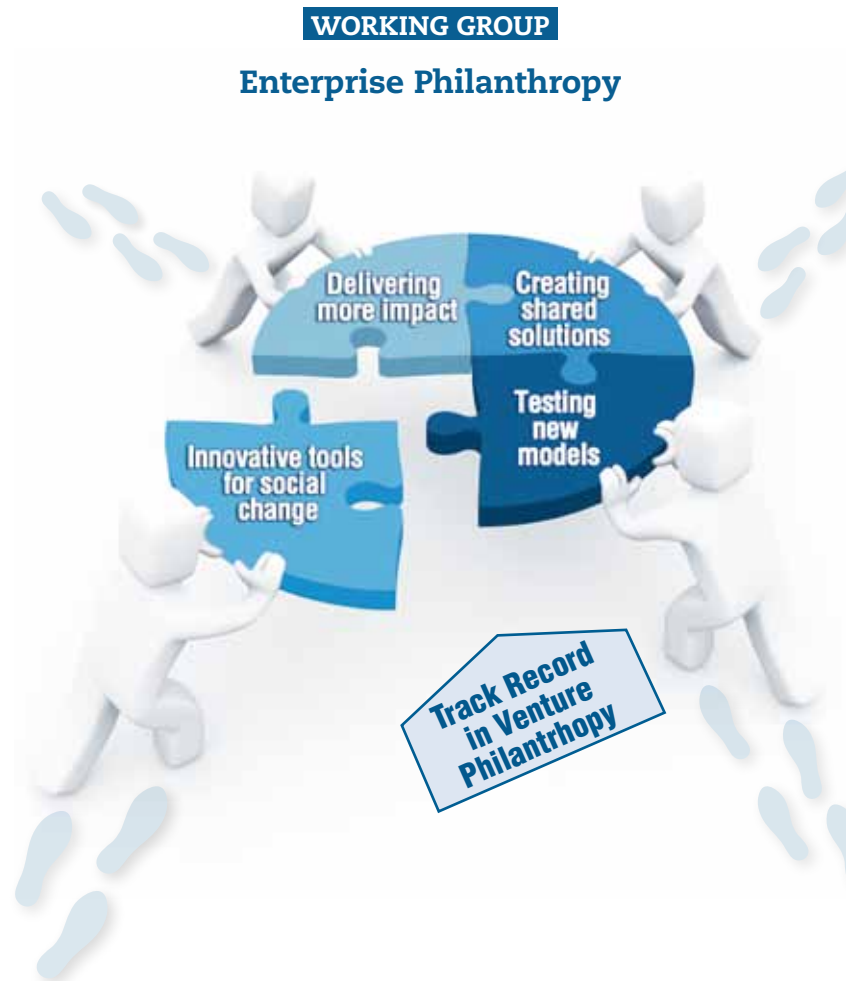 WORKING GROUP
Enterprise Philanthropy
Delivering
more impact
Creating
shared
solutions
Innovative tools
for social
change
Testing
new
models
Track Record
in Venture
Philantrhopy